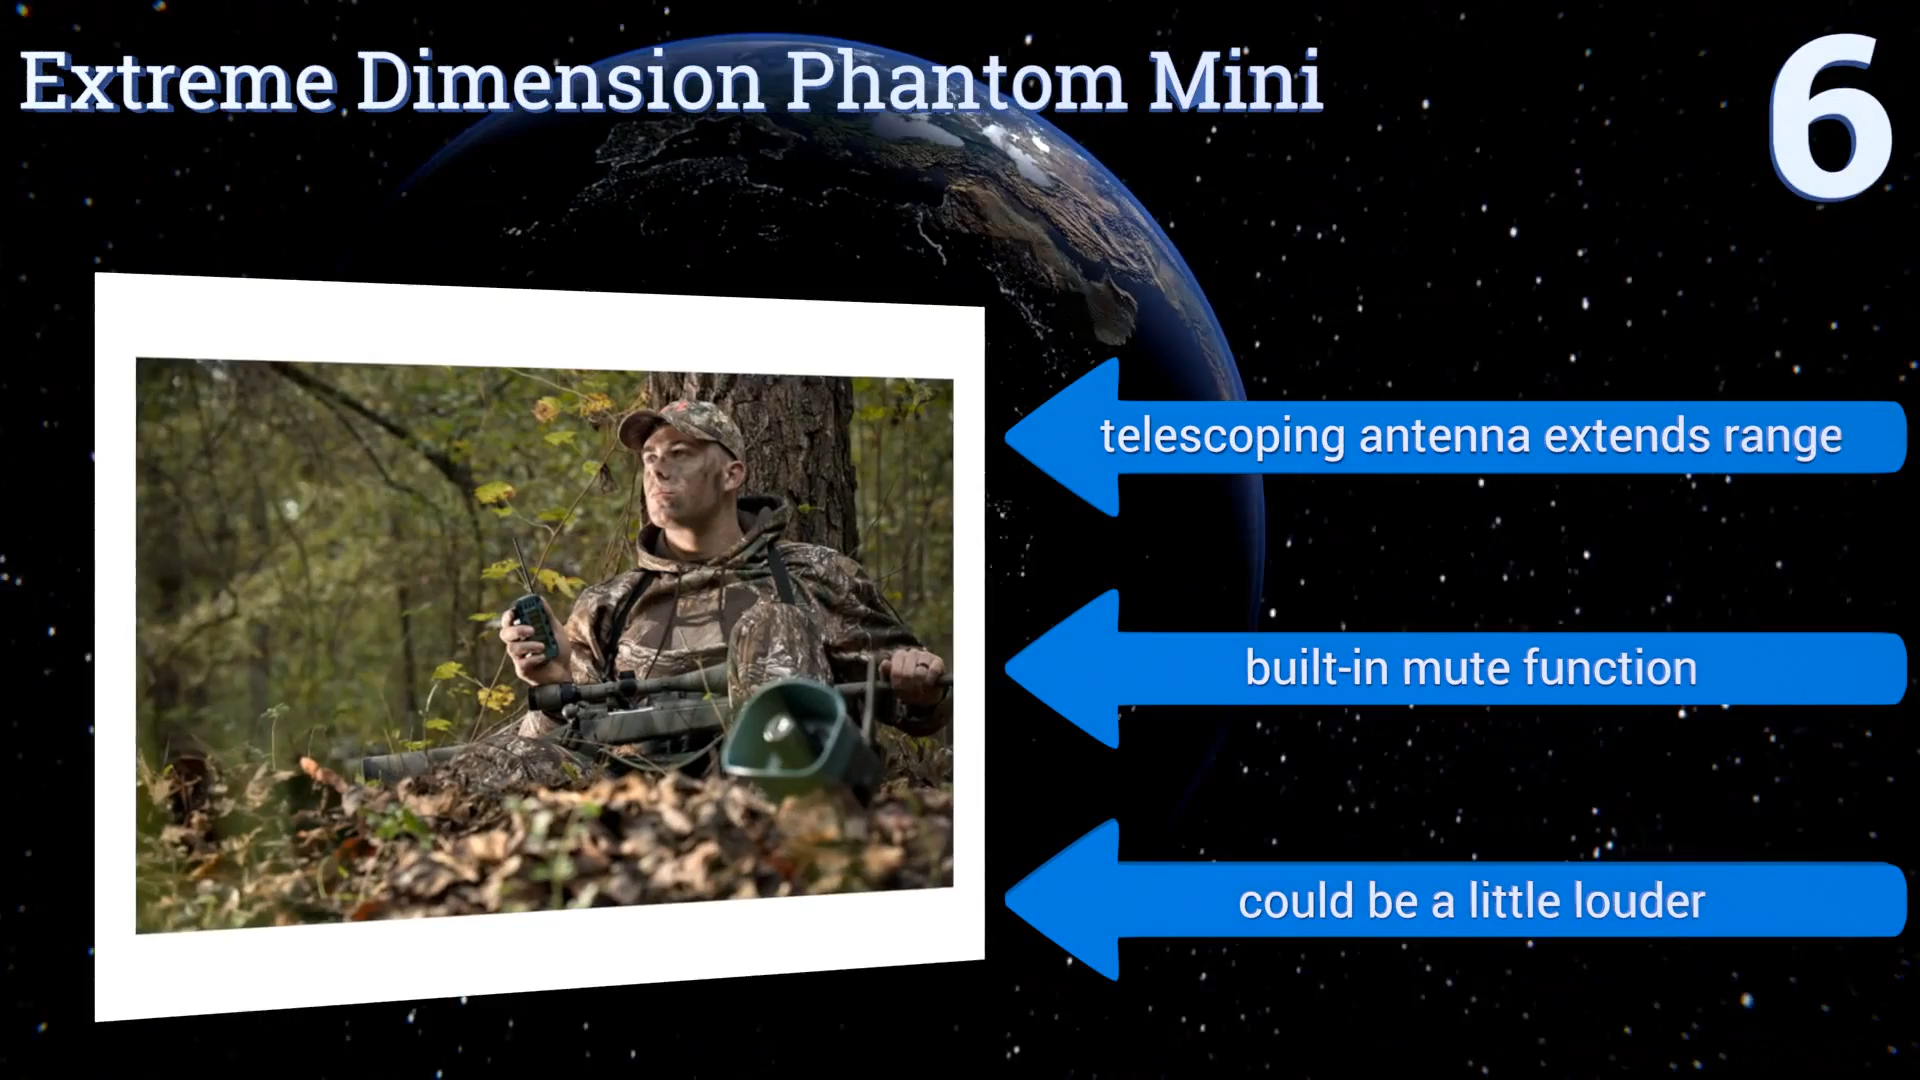 Extreme Dimension Phantom Mini
6
telescoping antenna extends range
built-in mute function
could be a little louder